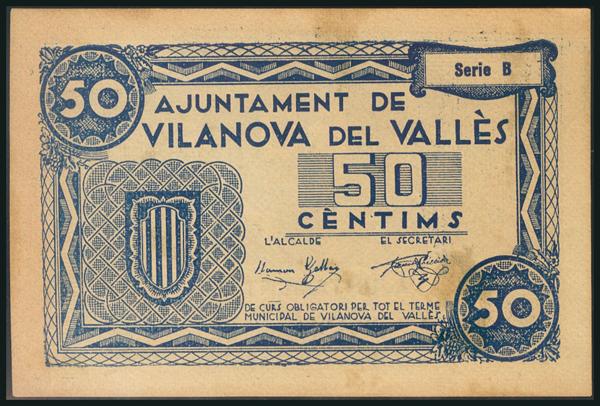 50
Serie B
AJUNTAMENT DE
VILANOVA DEL VALLÈS
50
CÈNTIMS
L'ALCALDE EL SECRETARI
DE CURS OBLIGATORI PER TOT EL TERME
MUNICIPAL DE VILANOVA DEL VALLÈS
50